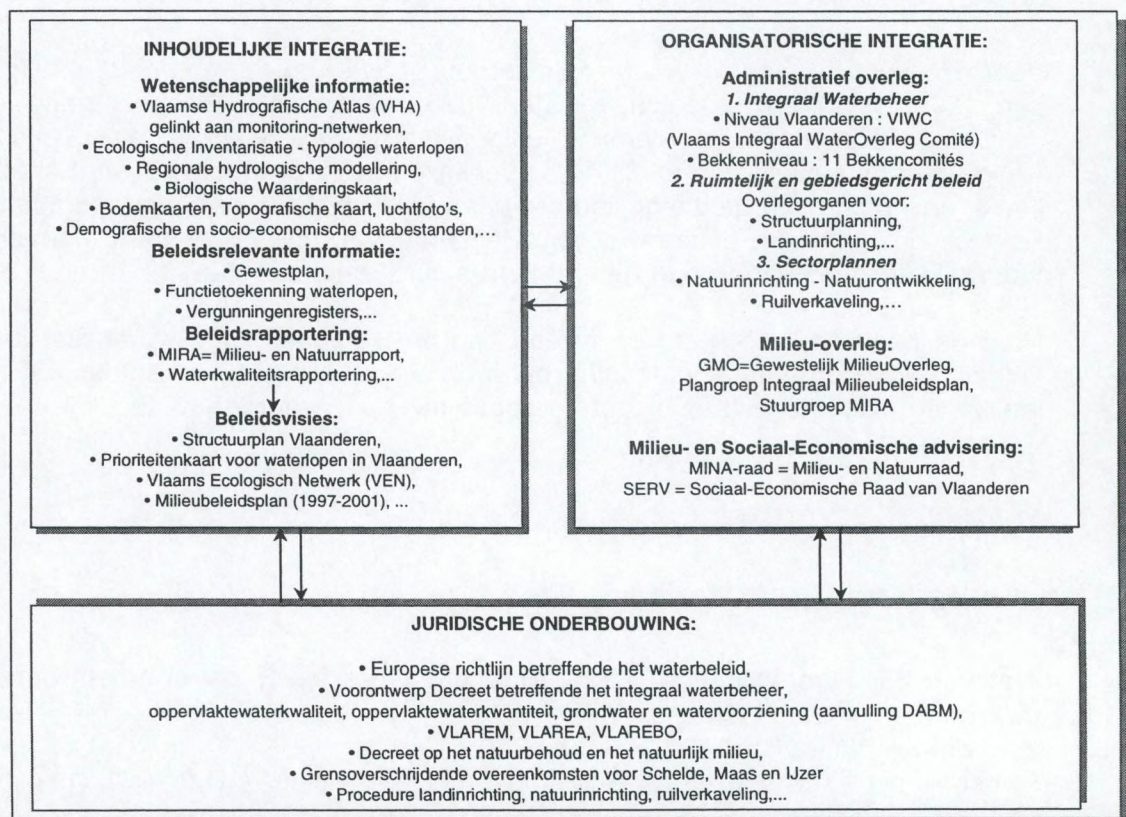 INHOUDELIJKE INTEGRATIE:
Wetenschappelijke informatie:
• Vlaamse Hydrografische Atlas (VHA)
gelinkt aan monitoring-netwerken,
• Ecologische Inventarisatie - typologie waterlopen
• Regionale hydrologische modellering,
• Biologische Waarderingskaart,
• Bodemkaarten, Topografische kaart, luchtfoto's,
• Demografische en socio-economische databestanden,...
Beleidsrelevante informatie:
• Gewestplan,
• Functietoekenning waterlopen,
• Vergunningenregisters,...
Beleidsrapportering:
• MIRA= Milieu- en Natuurrapport,
• Waterkwaliteitsrapportering,...
Beleidsvisies:
• Structuurplan Vlaanderen,
• Prioriteitenkaart voor waterlopen in Vlaanderen,
• Vlaams Ecologisch Netwerk (VEN),
• Milieubeleidsplan (1997-2001), ...
ORGANISATORISCHE INTEGRATIE:
Administratief overleg:
1. Integraal Waterbeheer
• Niveau Vlaanderen : VIWC
(Vlaams Integraal WaterOverleg Comité)
• Bekkenniveau : 11 Bekkencomités
2. Ruimtelijk en gebiedsgericht beleid
Overlegorganen voor:
• Structuurplanning,
• Landinrichting,...
3. Sectorplannen
• Natuurinrichting - Natuurontwikkeling,
• Ruilverkaveling,...
Milieu-overleg:
GMO=Gewestelijk MilieuOverleg,
Plangroep Integraal Milieubeleidsplan,
Stuurgroep MIRA
Milieu- en Sociaal-Economische advisering:
MINA-raad = Milieu- en Natuurraad,
SERV = Sociaal-Economische Raad van Vlaanderen
JURIDISCHE ONDERBOUWING:
• Europese richtlijn betreffende het waterbeleid,
• Voorontwerp Decreet betreffende het integraal waterbeheer,
oppervlaktewaterkwaliteit, oppervlaktewaterkwantiteit, grondwater en watervoorziening (aanvulling DABM),
• VLAREM, VLAREA, VLAREBO,
• Decreet op het natuurbehoud en het natuurlijk milieu,
• Grensoverschrijdende overeenkomsten voor Schelde, Maas en IJzer
• Procedure landinrichting, natuurinrichting, ruilverkaveling,...